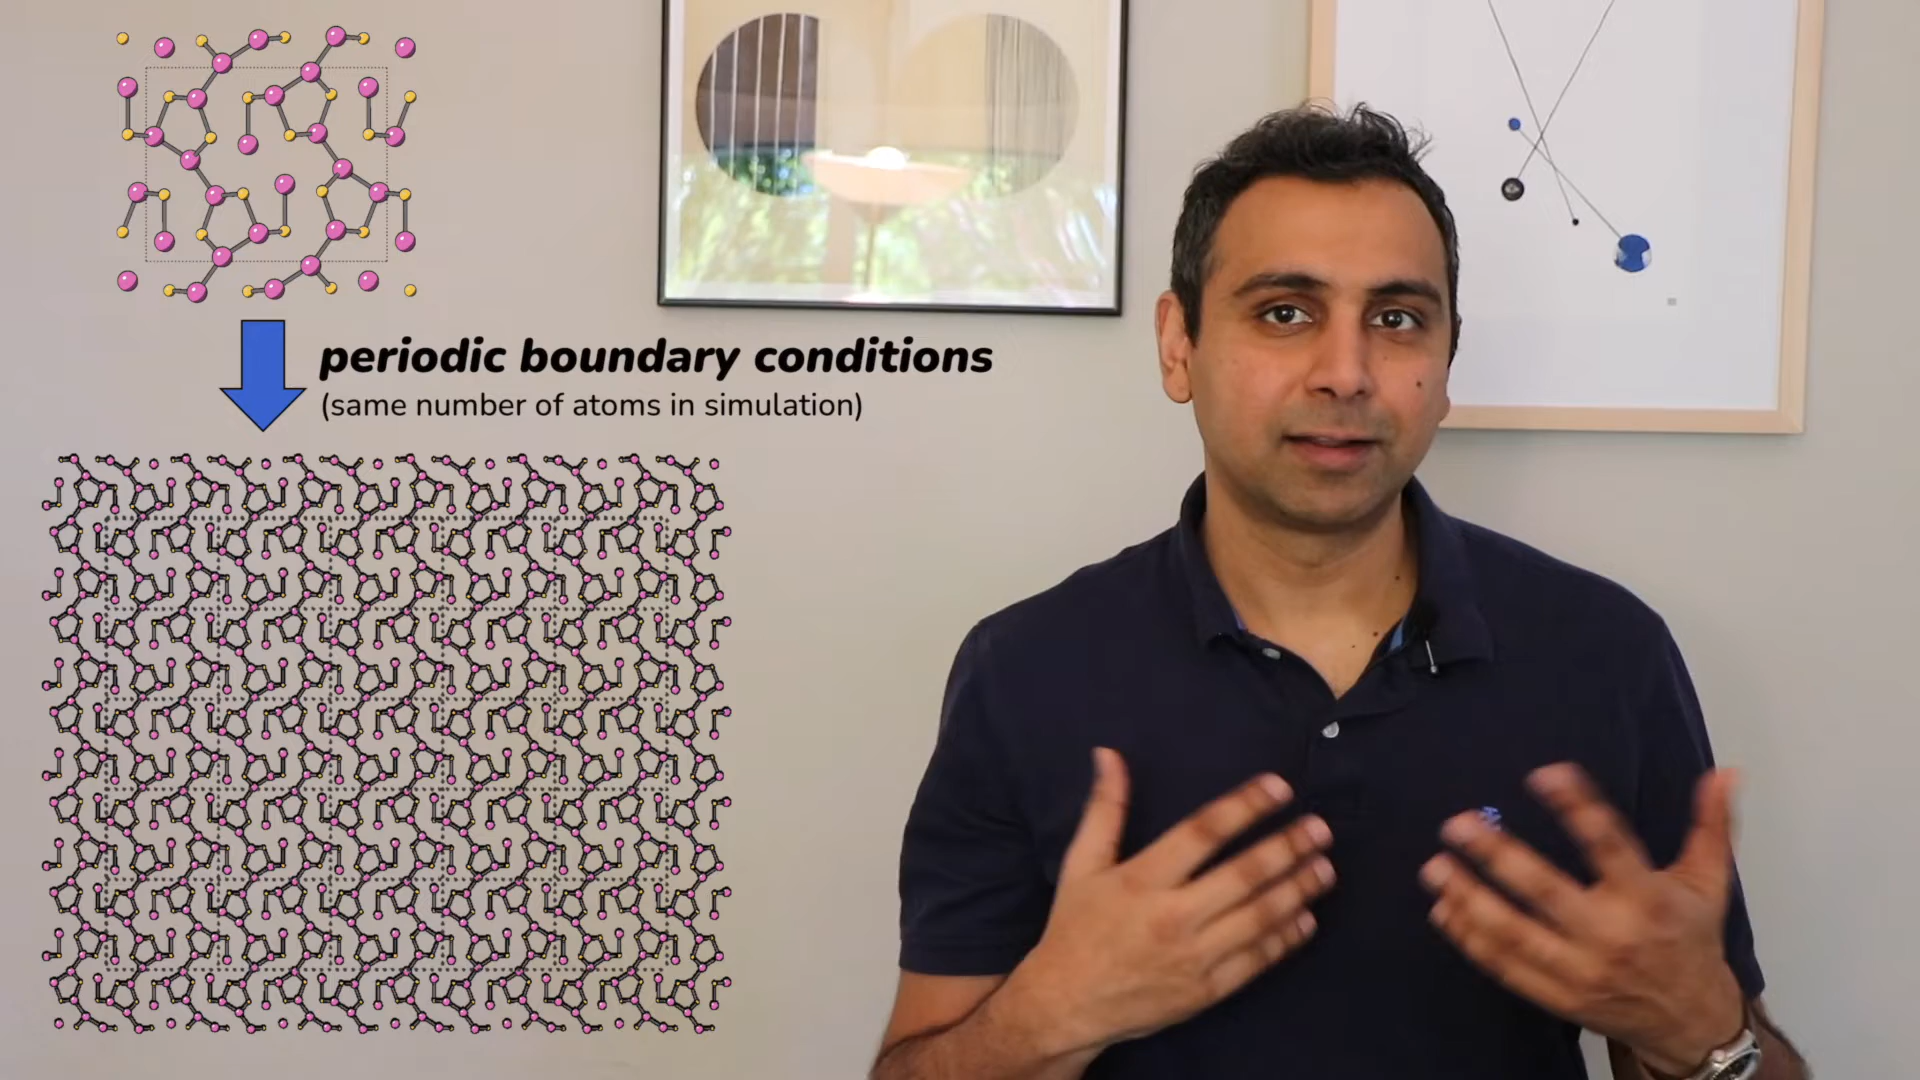 periodic boundary conditions
(same number of atoms in simulation)